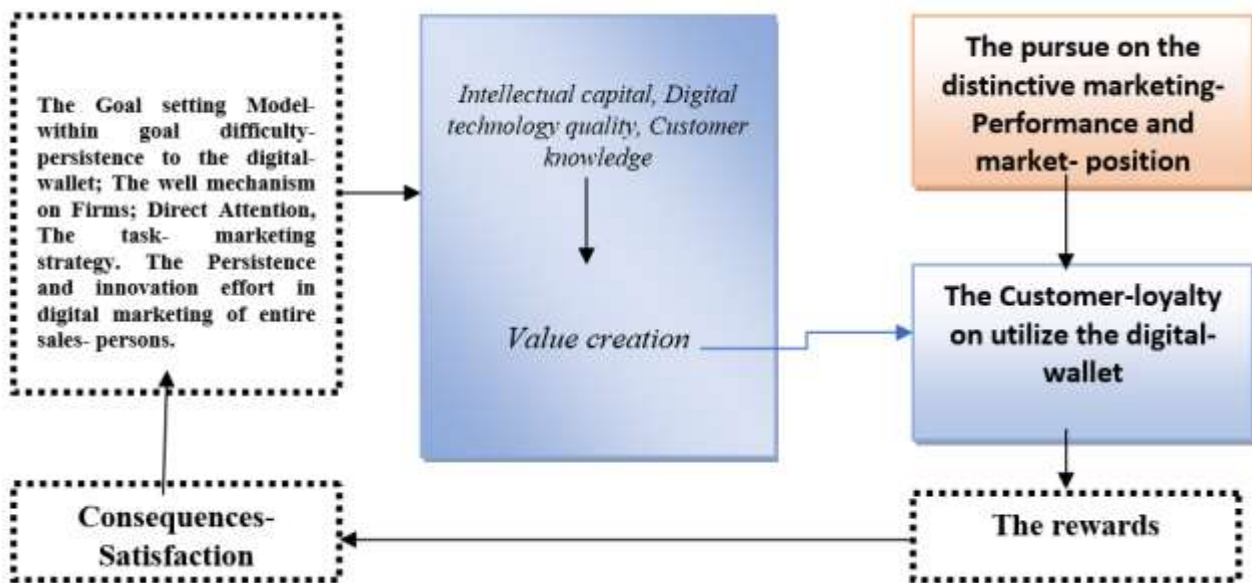 The Goal setting Model-
within goal difficulty-
persistence to the digital-
wallet; The well mechanism
on Firms; Direct Attention,
The task- marketing
strategy. The Persistence
and innovation effort in
digital marketing of entire
sales- persons.
Intellectual capital, Digital
technology quality, Customer
knowledge
Value creation
The pursue on the
distinctive marketing-
Performance and
market- position
The Customer-loyalty
on utilize the digital-
wallet
The rewards
Consequences-
Satisfaction